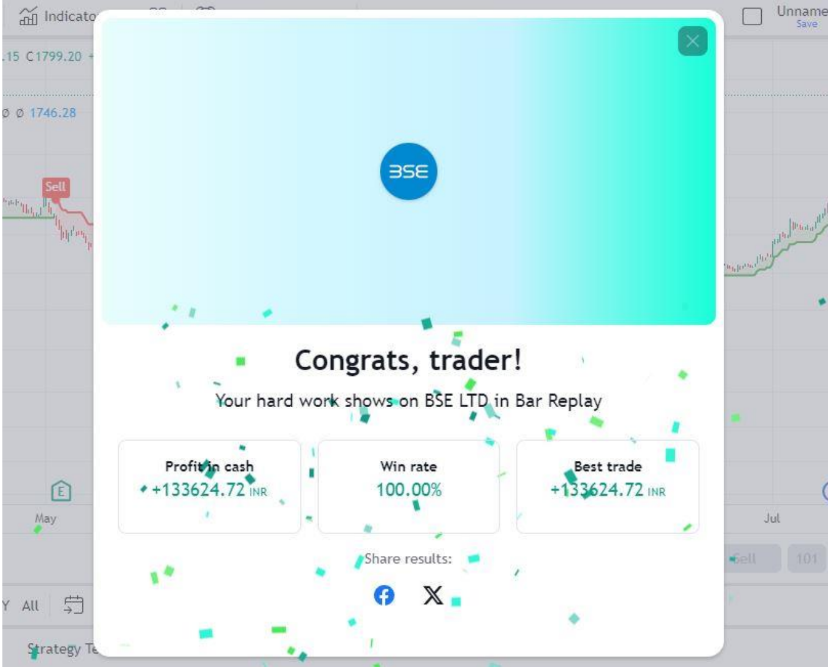 Indicato
Unname
Save
.15 C1799.20 +
Ø Ø 1746.28
BSE
Sell
Congrats, trader!
Your hard work shows on BSE LTD in Bar Replay
Profit in cash
+133624.72 INR
Win rate
100.00%
Best trade
+133624.72 INR
E
May
Jul
Share results:
Sell
101
Y All
Strategy Te